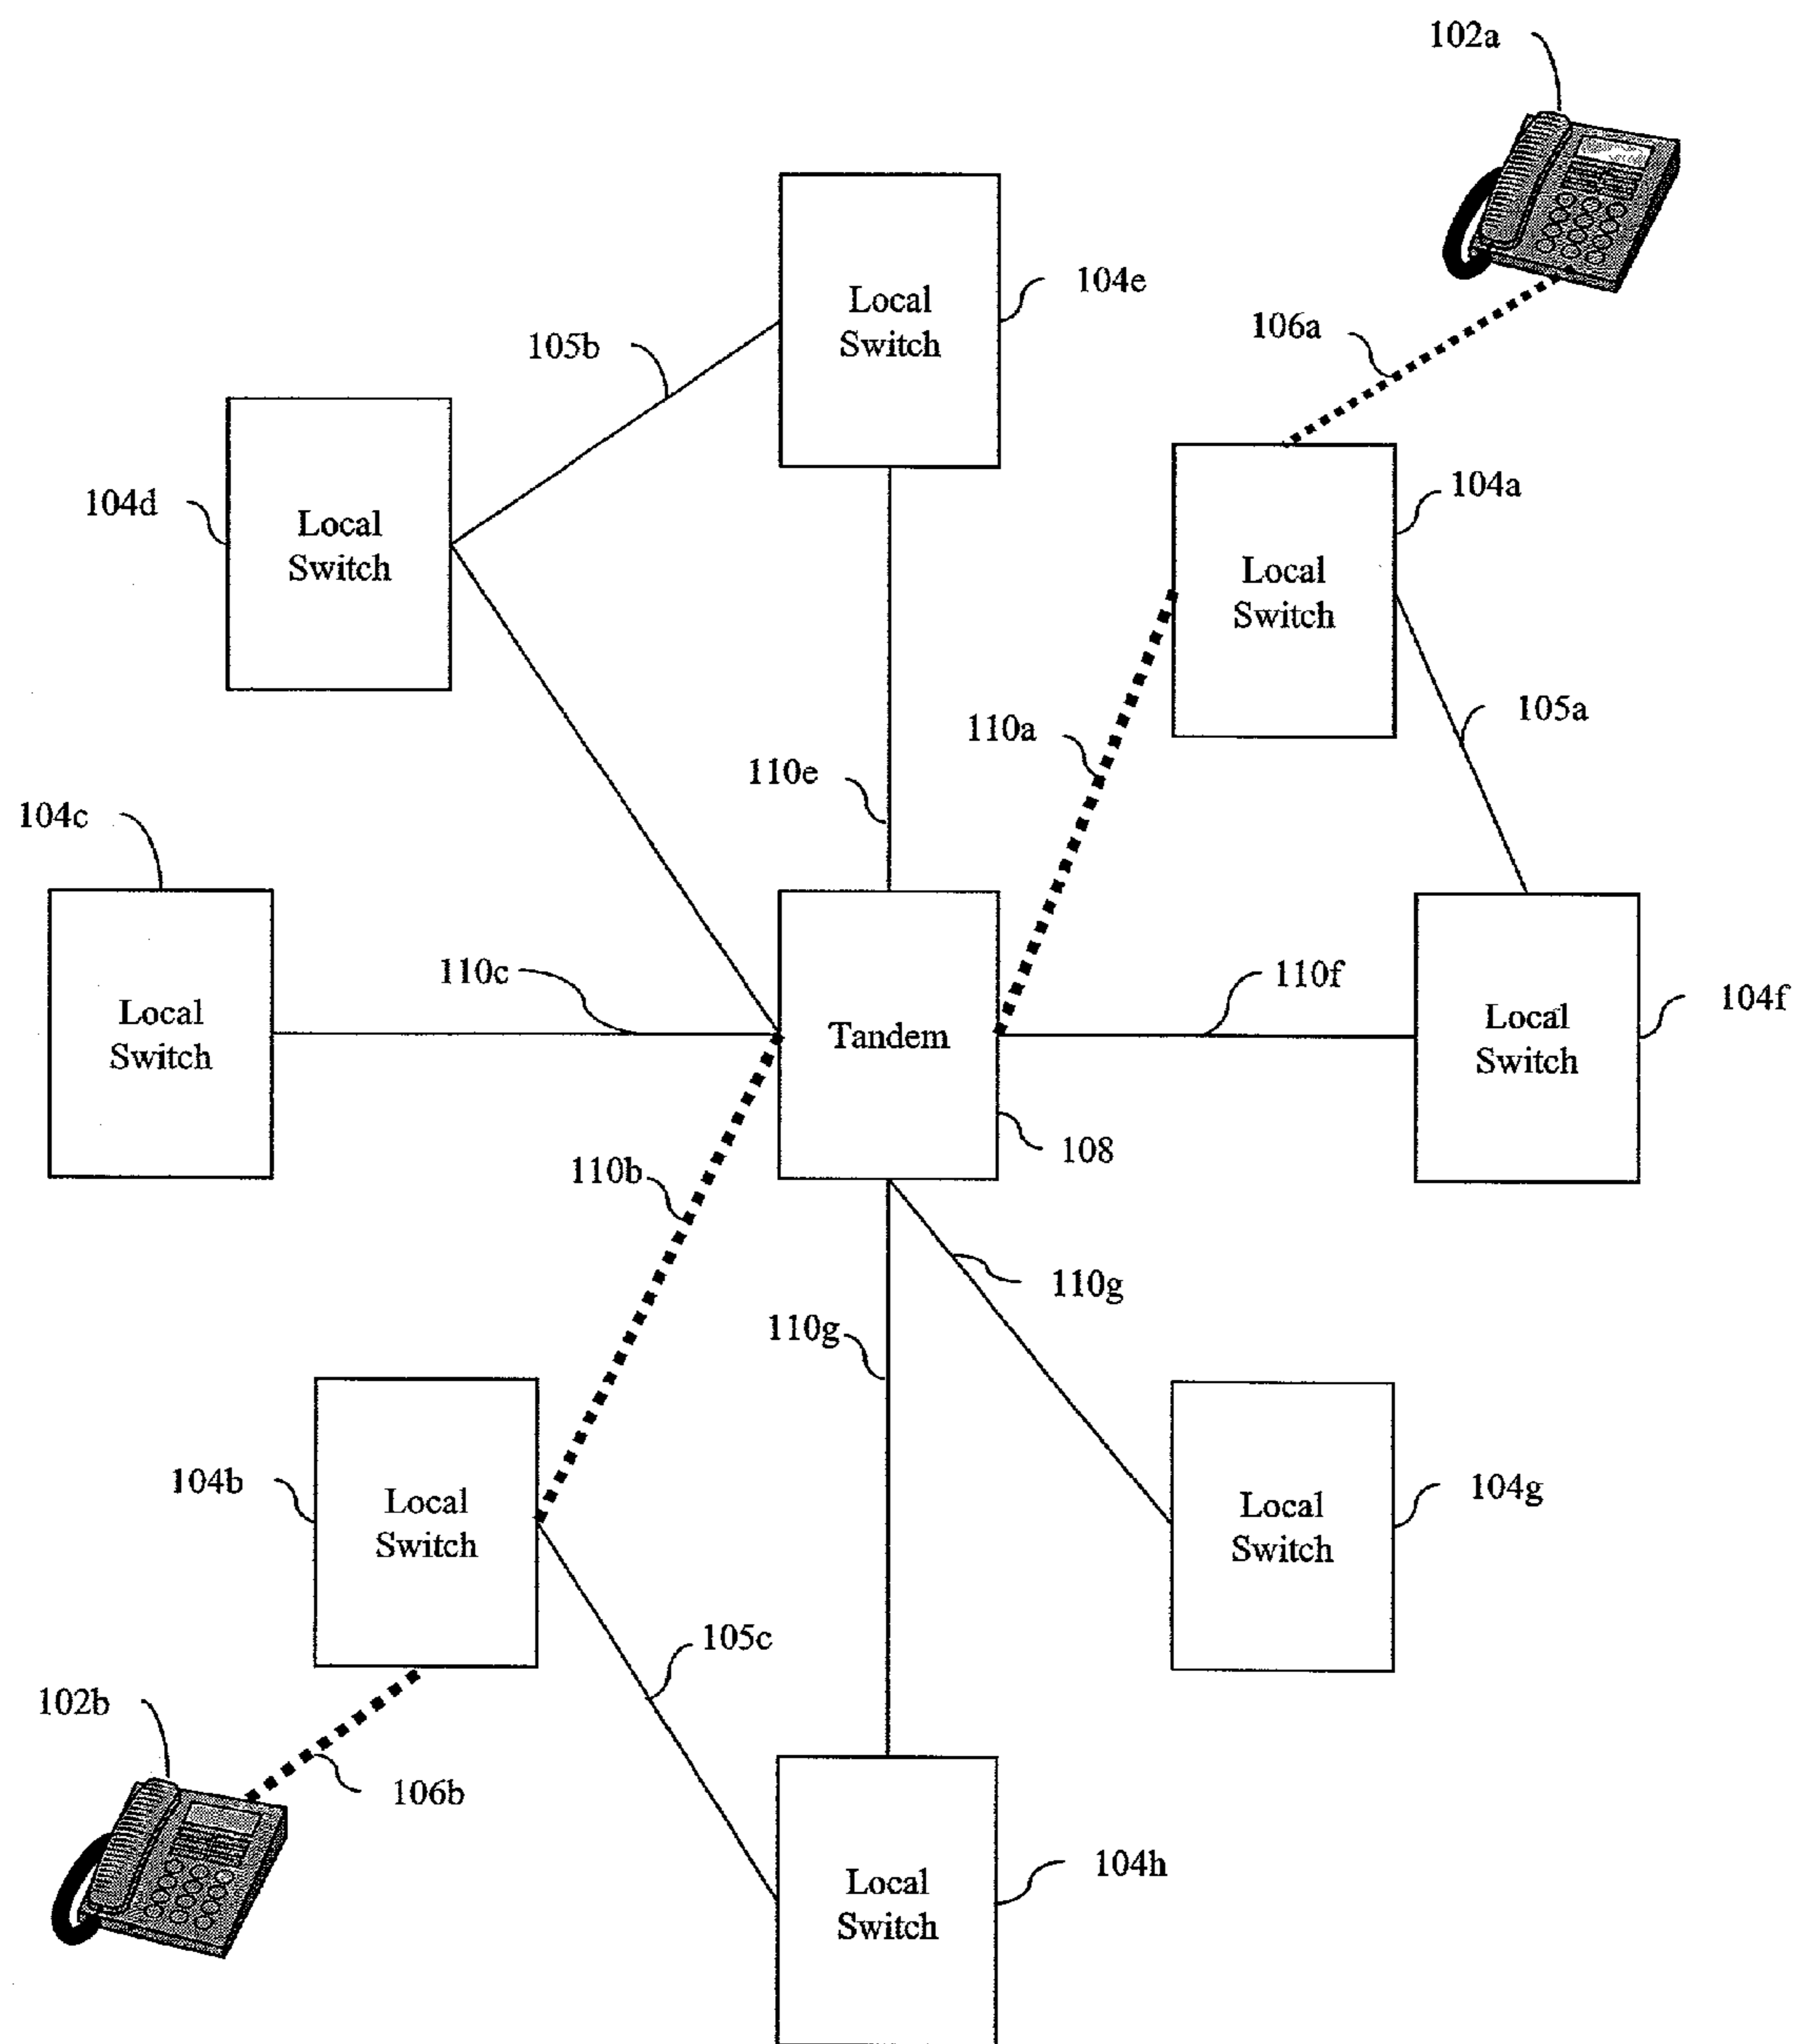 102a
104e
Local
Switch
106a
105b
104a
104d
Local
Switch
Local
Switch
105a
110a
110e
104c
110c
110f
104f
Local
Switch
Tandem
Local
Switch
108
110b
110g
110g
104b
Local
Switch
104g
Local
Switch
105c
102b
106b
104h
Local
Switch